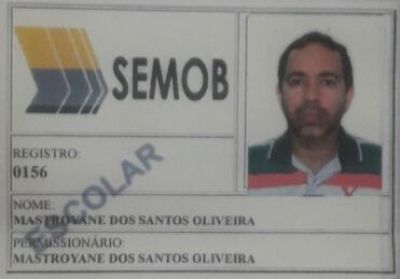 SEMOB
REGISTRO:
0156
ESCOLAR
NOME:
MASTROYANE DOS SANTOS OLIVEIRA
PERMISSIONÁRIO:
MASTROYANE DOS SANTOS OLIVEIRA